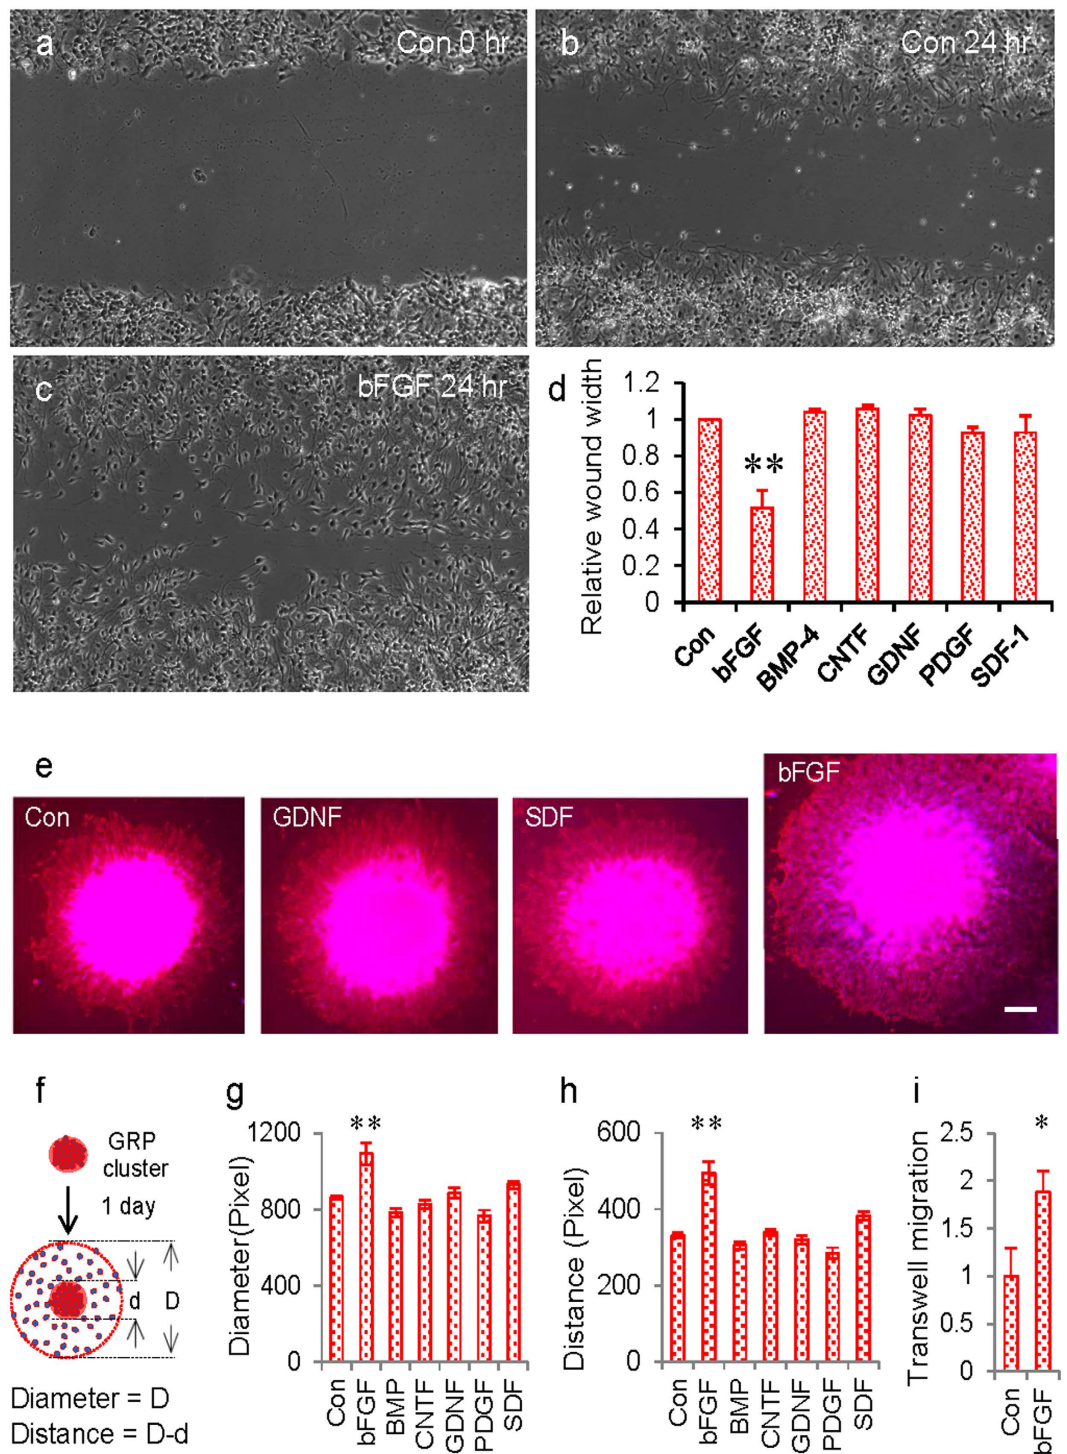 a
Con 0 hr
b
Con 24 hr
c
bFGF 24 hr
d
Relative wound width
1.2
1
0.8
0.6
0.4
0.2
0
**
Con
bFGF
BMP-4
CNTF
GDNF
PDGF
SDF-1
e
Con
GDNF
SDF
bFGF
f
GRP
cluster
1 day
d
D
Diameter = D
Distance = D-d
g
Diameter(Pixel)
1200
800
400
0
**
Con
bFGF
BMP
CNTF
GDNF
PDGF
SDF
h
Distance (Pixel)
600
400
200
0
**
Con
bFGF
BMP
CNTF
GDNF
PDGF
SDF
i
Transwell migration
2.5
2
1.5
1
0.5
0
*
Con
bFGF